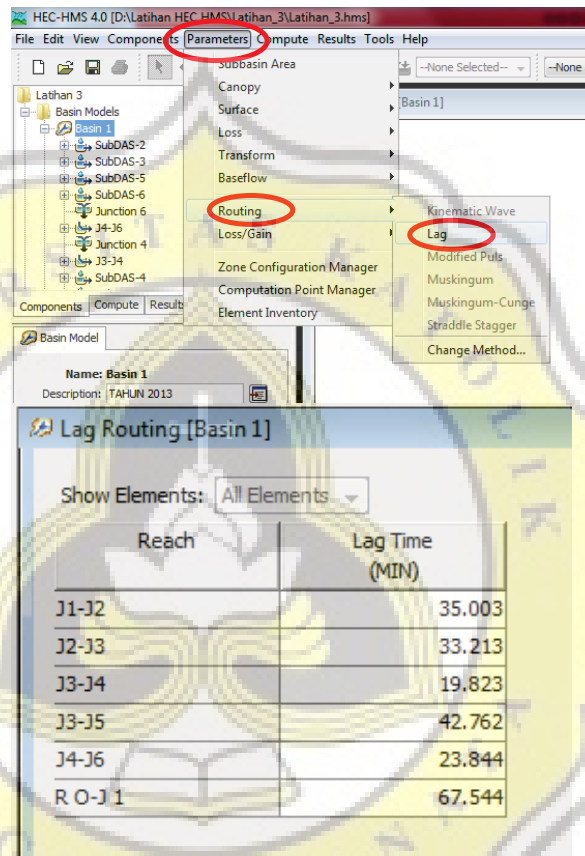 HEC-HMS 4.0 [D:\Latihan HEC HMS\Latihan_3\Latihan_3.hms]
File Edit View Components Parameters Compute Results Tools Help
--None Selected-- --None
Latihan 3
Basin Models
Basin 1
SubDAS-2
SubDAS-3
SubDAS-5
SubDAS-6
Junction 6
J4-J6
Junction 4
J3-J4
SubDAS-4
Components Compute Results
Subbasin Area
Canopy
Surface
Loss
Transform
Baseflow
Routing
Loss/Gain
Zone Configuration Manager
Computation Point Manager
Element Inventory
Basin 1]
Kinematic Wave
Lag
Modified Puls
Muskingum
Muskingum-Cunge
Straddle Stagger
Change Method...
Basin Model
Name: Basin 1
Description: TAHUN 2013
Lag Routing [Basin 1]
Show Elements: All Elements
Reach Lag Time
(MIN)
J1-J2 35.003
J2-J3 33.213
J3-J4 19.823
J3-J5 42.762
J4-J6 23.844
R O-J 1 67.544